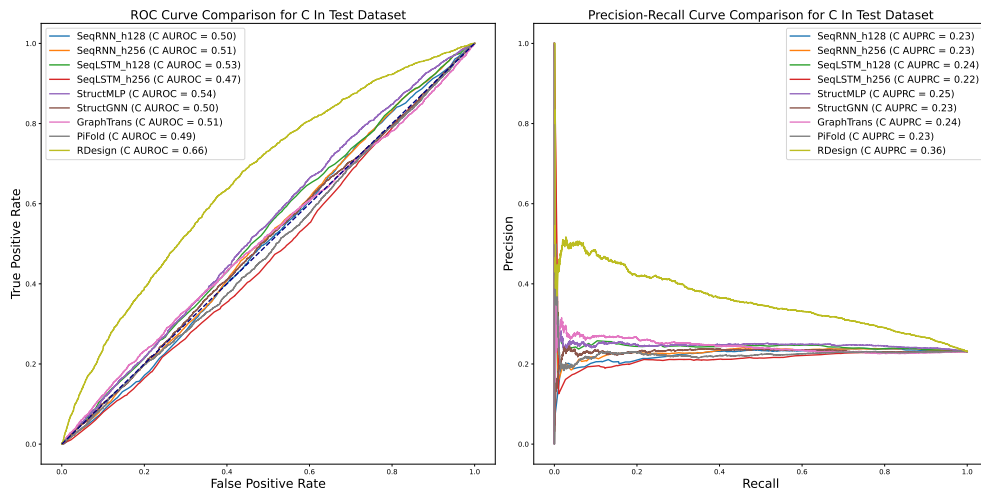 ROC Curve Comparison for C In Test Dataset
SeqRNN_h128 (C AUROC = 0.50)
SeqRNN_h256 (C AUROC = 0.51)
SeqLSTM_h128 (C AUROC = 0.53)
SeqLSTM_h256 (C AUROC = 0.47)
StructMLP (C AUROC = 0.54)
StructGNN (C AUROC = 0.50)
GraphTrans (C AUROC = 0.51)
PiFold (C AUROC = 0.49)
RDesign (C AUROC = 0.66)
True Positive Rate
1.0
0.8
0.6
0.4
0.2
0.0
0.0 0.2 0.4 0.6 0.8 1.0
False Positive Rate
Precision-Recall Curve Comparison for C In Test Dataset
SeqRNN_h128 (C AUPRC = 0.23)
SeqRNN_h256 (C AUPRC = 0.23)
SeqLSTM_h128 (C AUPRC = 0.24)
SeqLSTM_h256 (C AUPRC = 0.22)
StructMLP (C AUPRC = 0.25)
StructGNN (C AUPRC = 0.23)
GraphTrans (C AUPRC = 0.24)
PiFold (C AUPRC = 0.23)
RDesign (C AUPRC = 0.36)
Precision
1.0
0.8
0.6
0.4
0.2
0.0
0.0 0.2 0.4 0.6 0.8 1.0
Recall